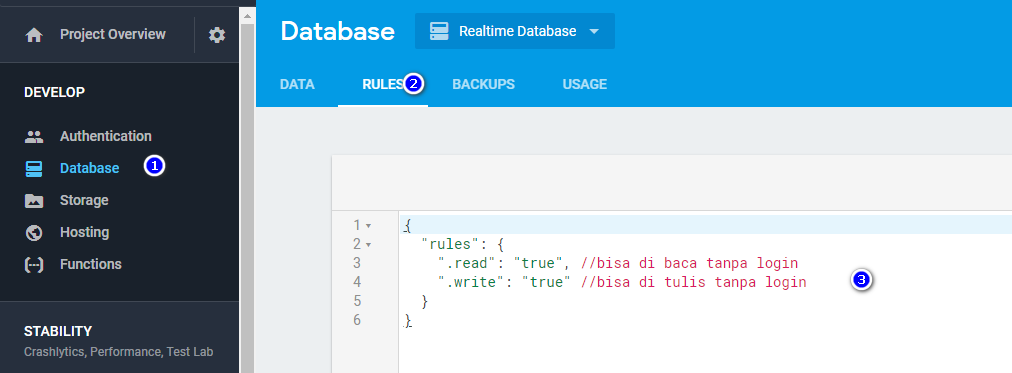 Project Overview
DEVELOP
Authentication
Database
1
Storage
Hosting
Functions
STABILITY
Crashlytics, Performance, Test Lab
Database
Realtime Database
DATA
RULES
2
BACKUPS
USAGE
1 {
2 "rules": {
3 ".read": "true", //bisa di baca tanpa login
4 ".write": "true" //bisa di tulis tanpa login
3
5 }
6 }